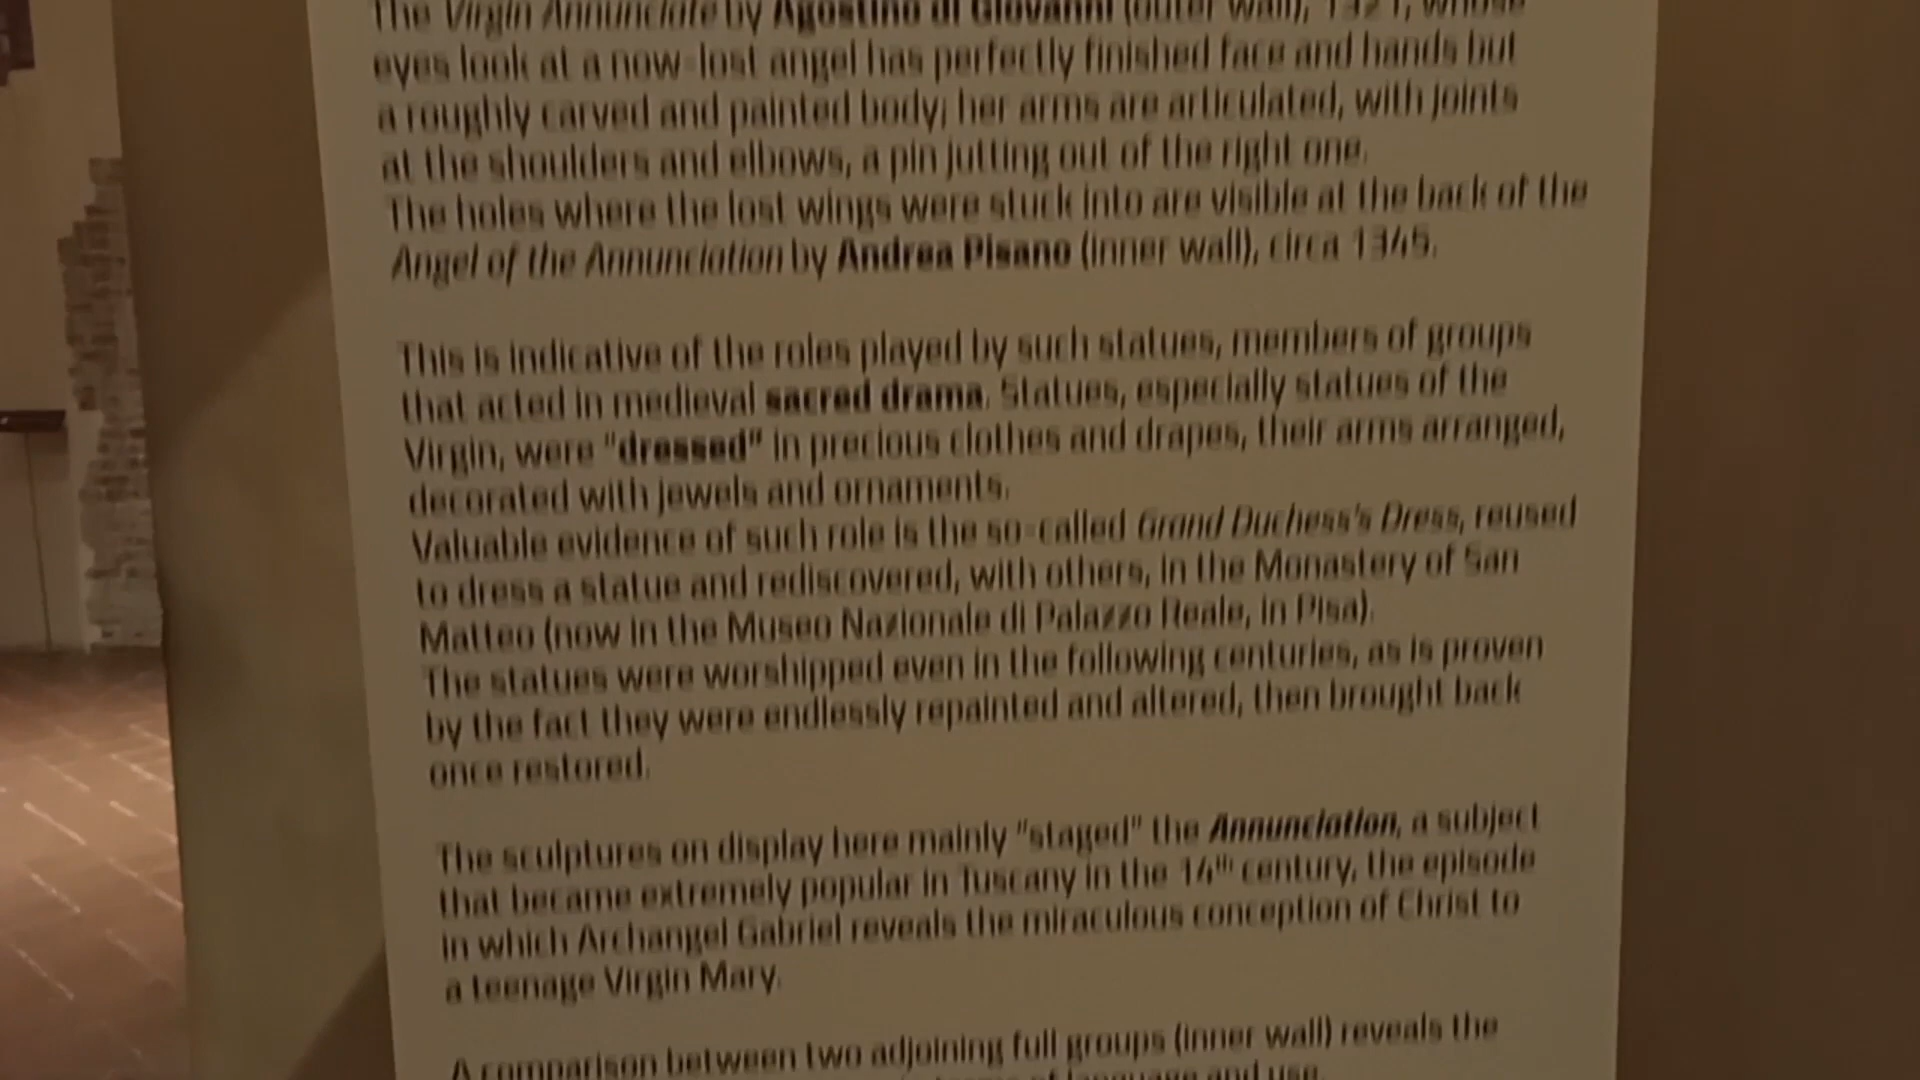 The Virgin Annunciate by Agostino di Giovanni (outer wall), 1321, whose
eyes look at a now-lost angel has perfectly finished face and hands but
a roughly carved and painted body; her arms are articulated, with joints
at the shoulders and elbows, a pin jutting out of the right one.
The holes where the lost wings were stuck into are visible at the back of the
Angel of the Annunciation by Andrea Pisano (inner wall), circa 1345.
This is indicative of the roles played by such statues, members of groups
that acted in medieval sacred drama. Statues, especially statues of the
Virgin, were "dressed" in precious clothes and drapes, their arms arranged,
decorated with jewels and ornaments.
Valuable evidence of such role is the so-called Grand Duchess's Dress, reused
to dress a statue and rediscovered, with others, in the Monastery of San
Matteo (now in the Museo Nazionale di Palazzo Reale, in Pisa).
The statues were worshipped even in the following centuries, as is proven
by the fact they were endlessly repainted and altered, then brought back
once restored.
The sculptures on display here mainly "staged" the Annunciation, a subject
that became extremely popular in Tuscany in the 14th century, the episode
in which Archangel Gabriel reveals the miraculous conception of Christ to
a teenage Virgin Mary.
A comparison between two adjoining full groups (inner wall) reveals the
of language and use.